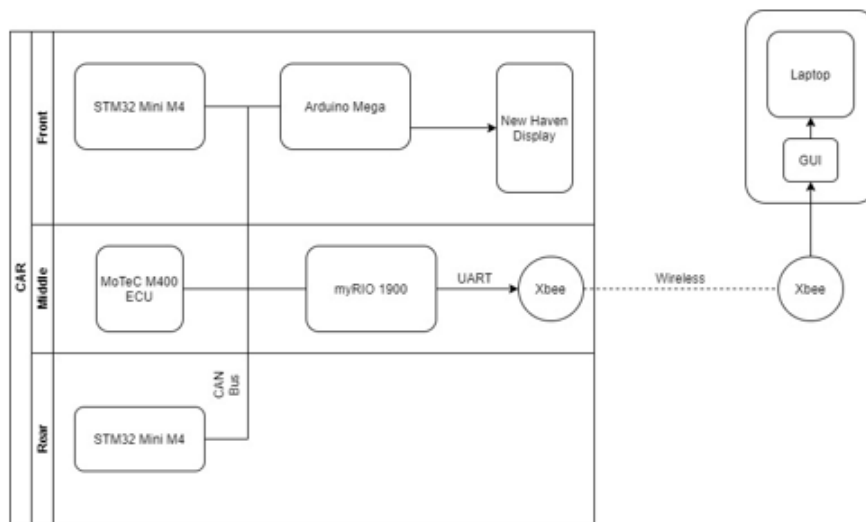 CAR
Front
STM32 Mini M4
Arduino Mega
New Haven
Display
Laptop
GUI
Middle
MoTeC M400
ECU
myRIO 1900
UART
Xbee
Wireless
Xbee
Rear
CAN
Bus
STM32 Mini M4